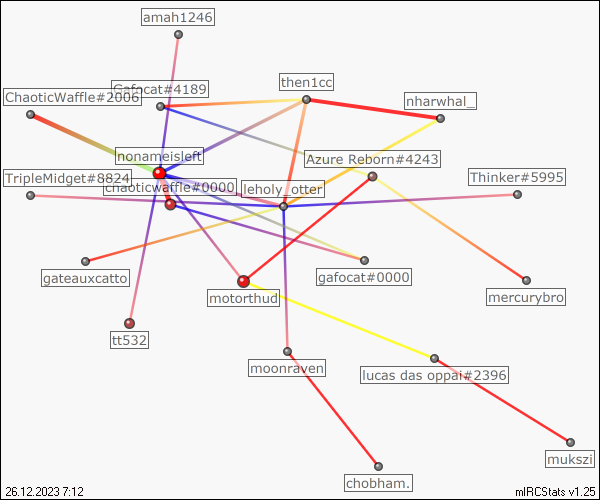 amah1246
Gafocat#4189
then1cc
ChaoticWaffle#2006
nharwhal_
nonameisleft
Azure Reborn#4243
TripleMidget#8824
chaoticwaffle#0000
leholy_otter
Thinker#5995
gateauxcatto
gafocat#0000
motorthud
mercurybro
tt532
moonraven
lucas das oppai#2396
mukszi
chobham.
26.12.2023 7:12
mIRCStats v1.25